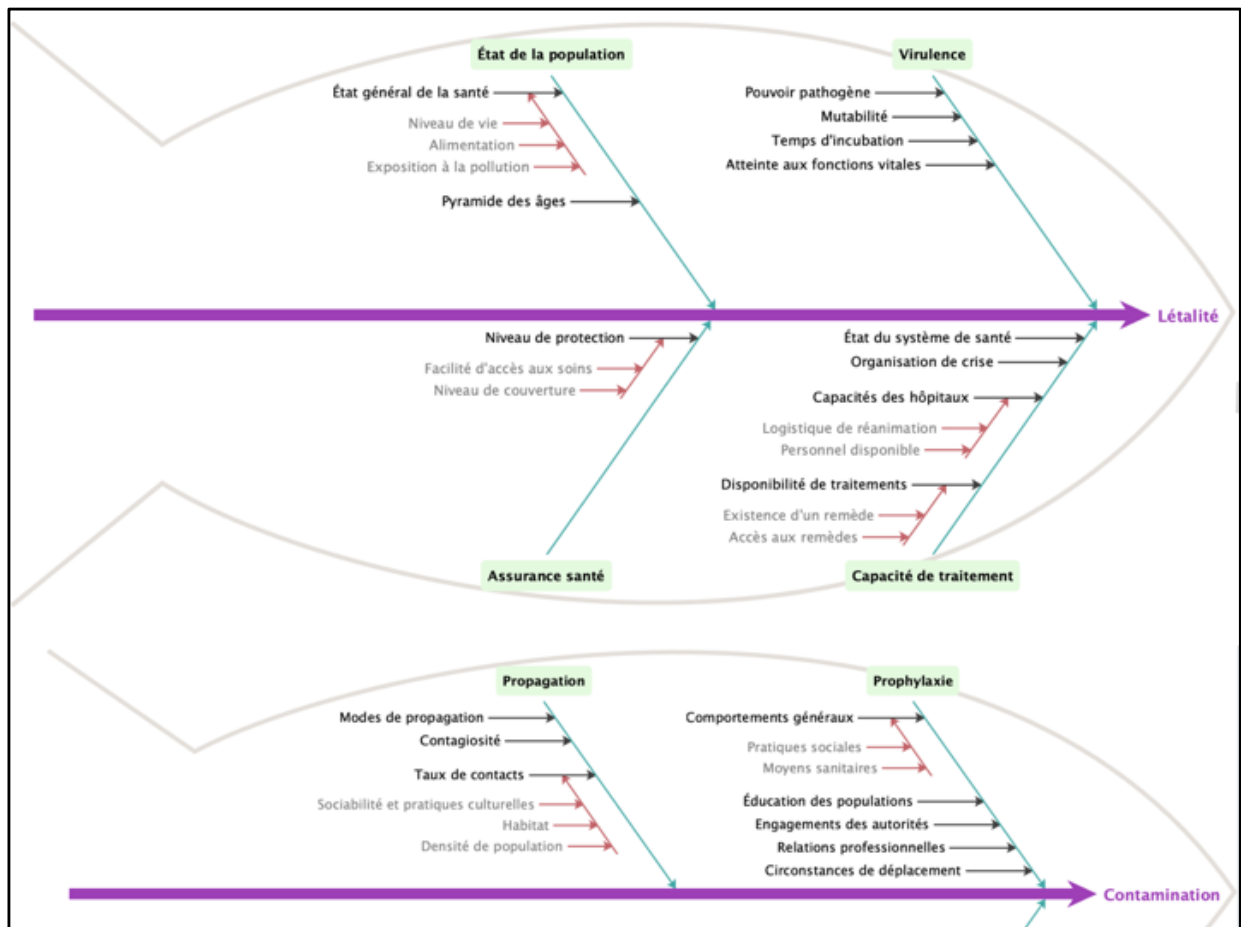 État de la population
État général de la santé
Niveau de vie
Alimentation
Exposition à la pollution
Pyramide des âges
Virulence
Pouvoir pathogène
Mutabilité
Temps d'incubation
Atteinte aux fonctions vitales
Létalité
Niveau de protection
Facilité d'accès aux soins
Niveau de couverture
Assurance santé
État du système de santé
Organisation de crise
Capacités des hôpitaux
Logistique de réanimation
Personnel disponible
Disponibilité de traitements
Existence d'un remède
Accès aux remèdes
Capacité de traitement
Propagation
Modes de propagation
Contagiosité
Taux de contacts
Sociabilité et pratiques culturelles
Habitat
Densité de population
Prophylaxie
Comportements généraux
Pratiques sociales
Moyens sanitaires
Éducation des populations
Engagements des autorités
Relations professionnelles
Circonstances de déplacement
Contamination